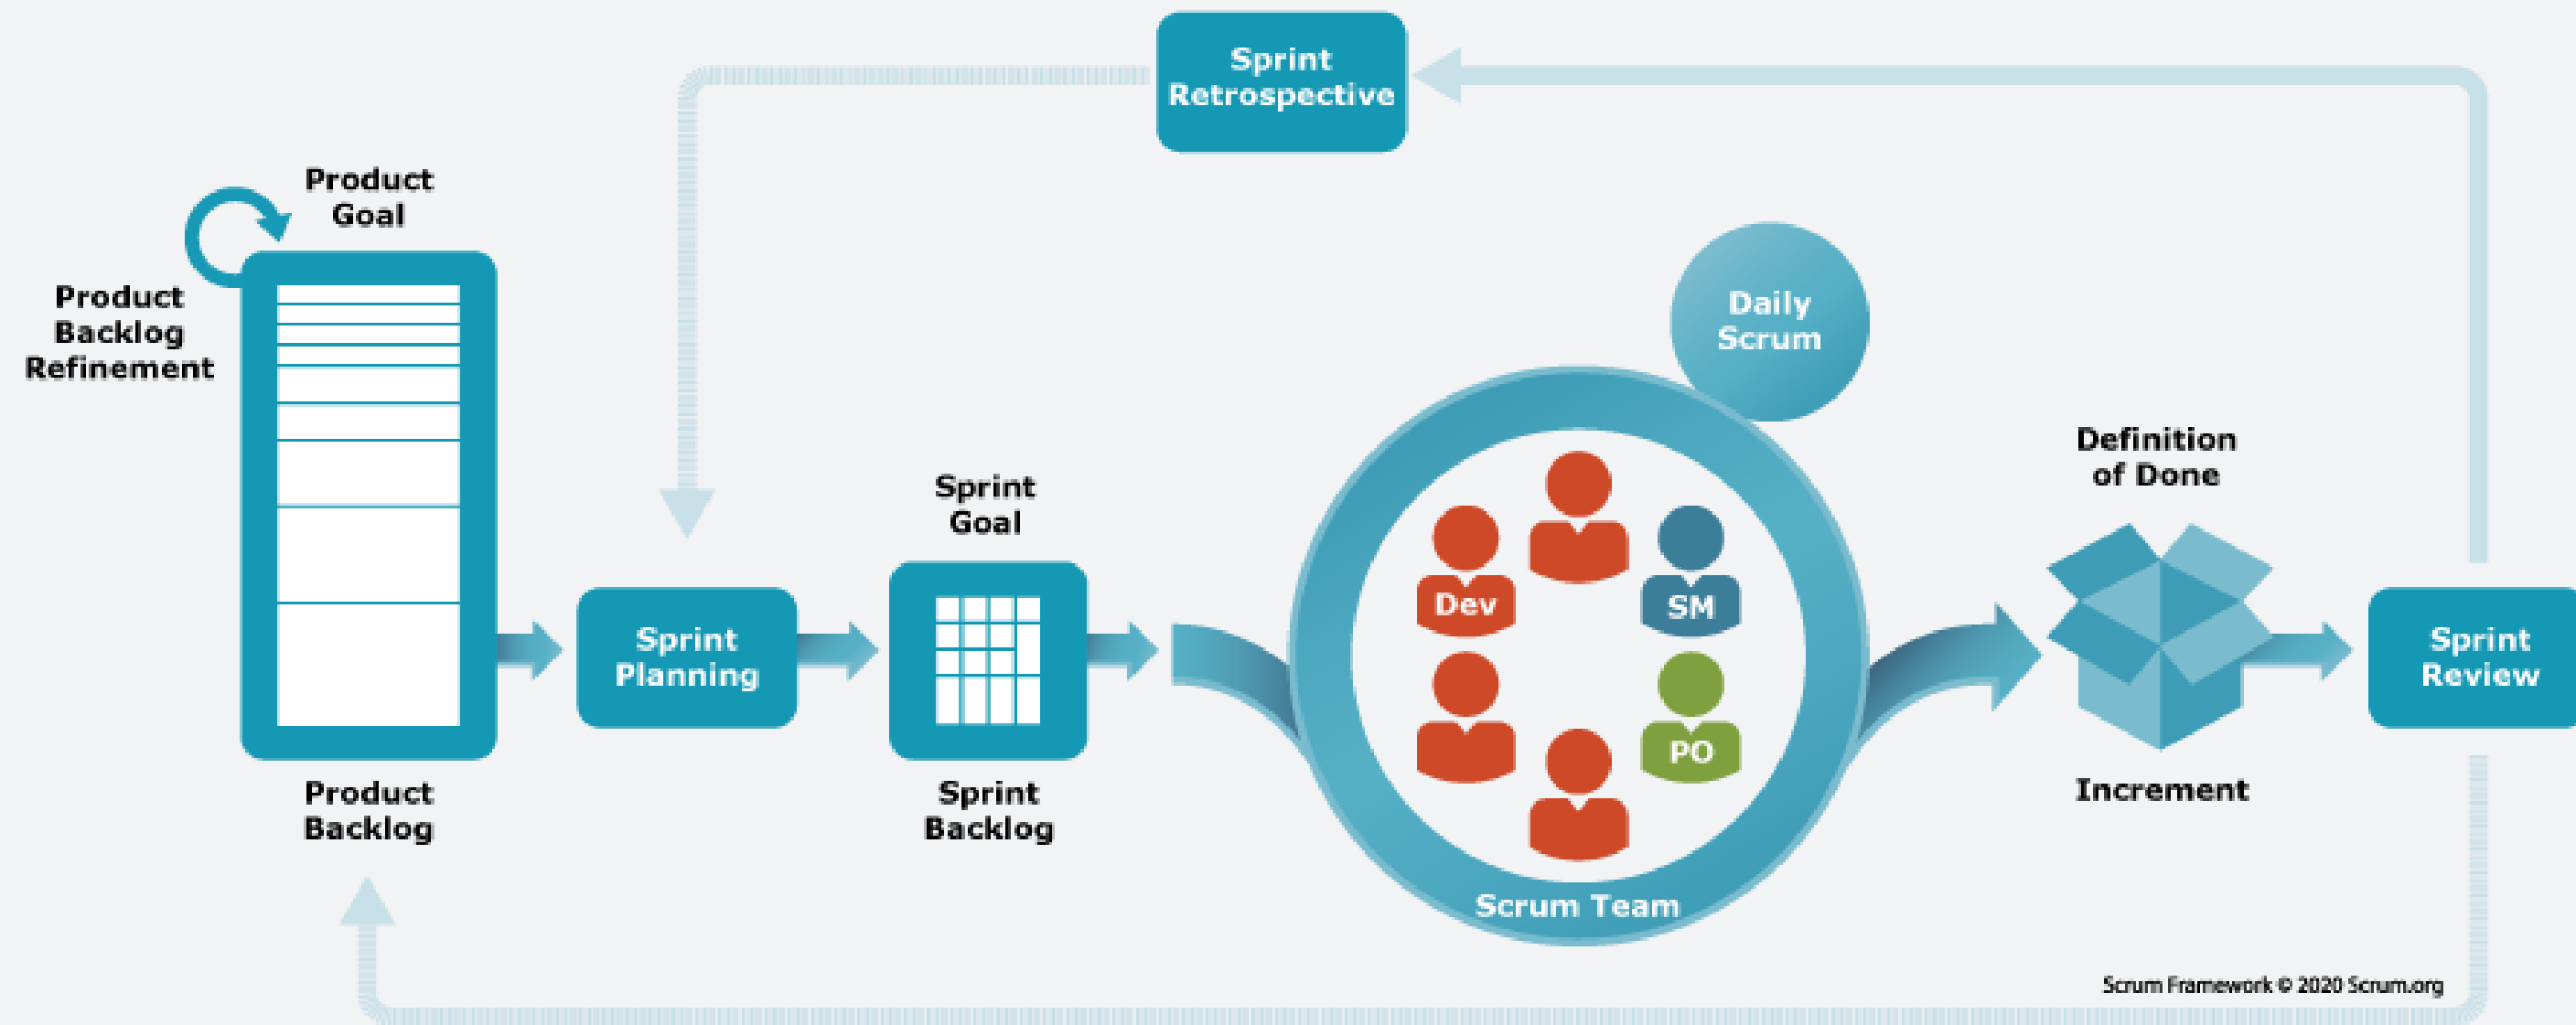 Sprint
Retrospective
Product
Goal
Product
Backlog
Refinement
Daily
Scrum
Definition
of Done
Sprint
Goal
Dev
SM
Sprint
Planning
Sprint
Review
PO
Product
Backlog
Sprint
Backlog
Increment
Scrum Team
Scrum Framework © 2020 Scrum.org